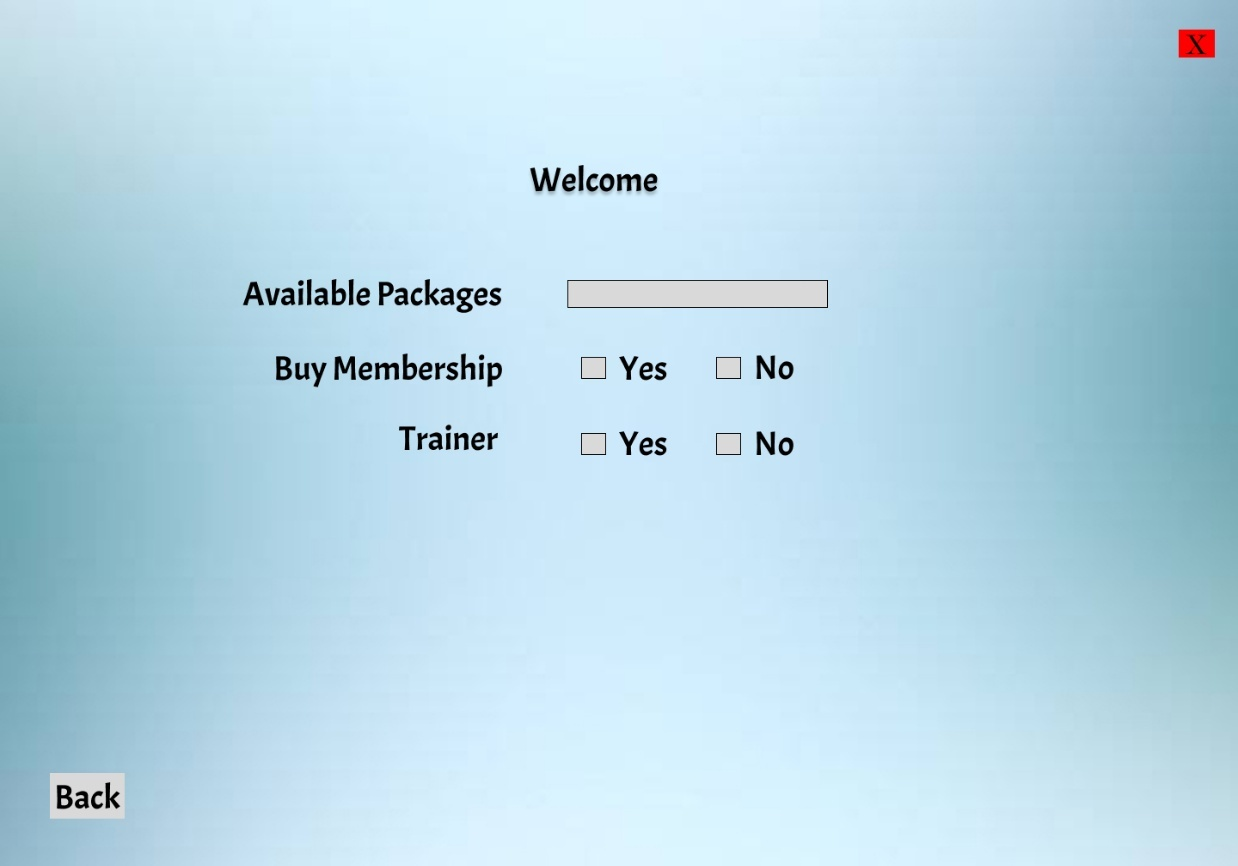 X
Welcome
Available Packages
Buy Membership Yes No
Trainer Yes No
Back